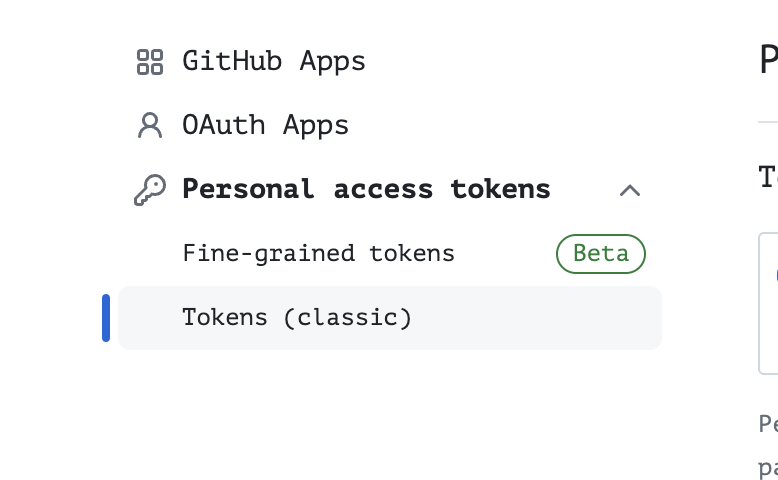 GitHub Apps
OAuth Apps
Personal access tokens
Fine-grained tokens
Beta
Tokens (classic)